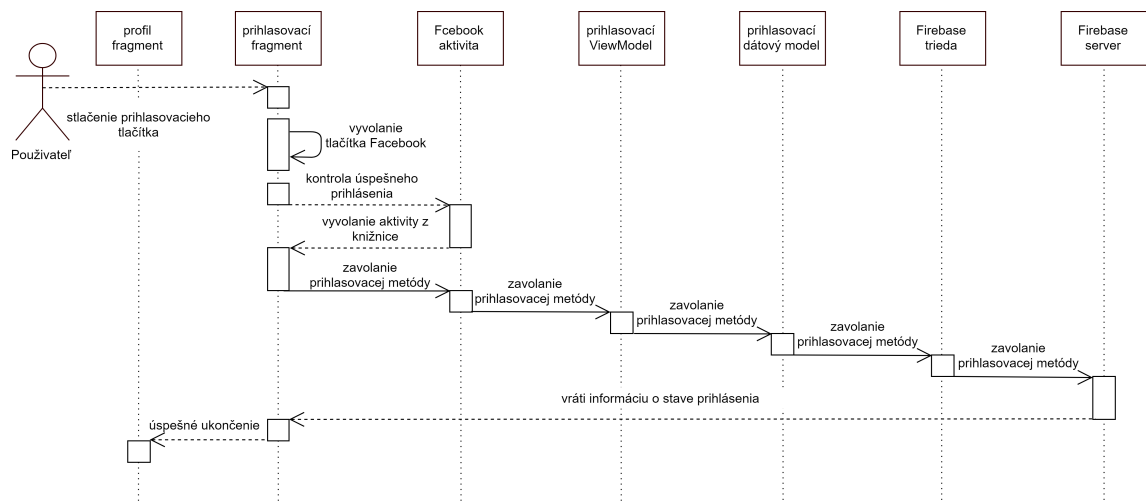 profil
fragment
prihlasovací
fragment
Fcebook
aktivita
prihlasovací
ViewModel
prihlasovací
dátový model
Firebase
trieda
Firebase
server
stlačenie prihlasovacieho
tlačítka
Použivateľ
vyvolanie
tlačítka Facebook
kontrola úspešneho
prihlásenia
vyvolanie aktivity z
knižnice
zavolanie
prihlasovacej metódy
zavolanie
prihlasovacej metódy
zavolanie
prihlasovacej metódy
zavolanie
prihlasovacej metódy
zavolanie
prihlasovacej metódy
vráti informáciu o stave prihlásenia
úspešné ukončenie